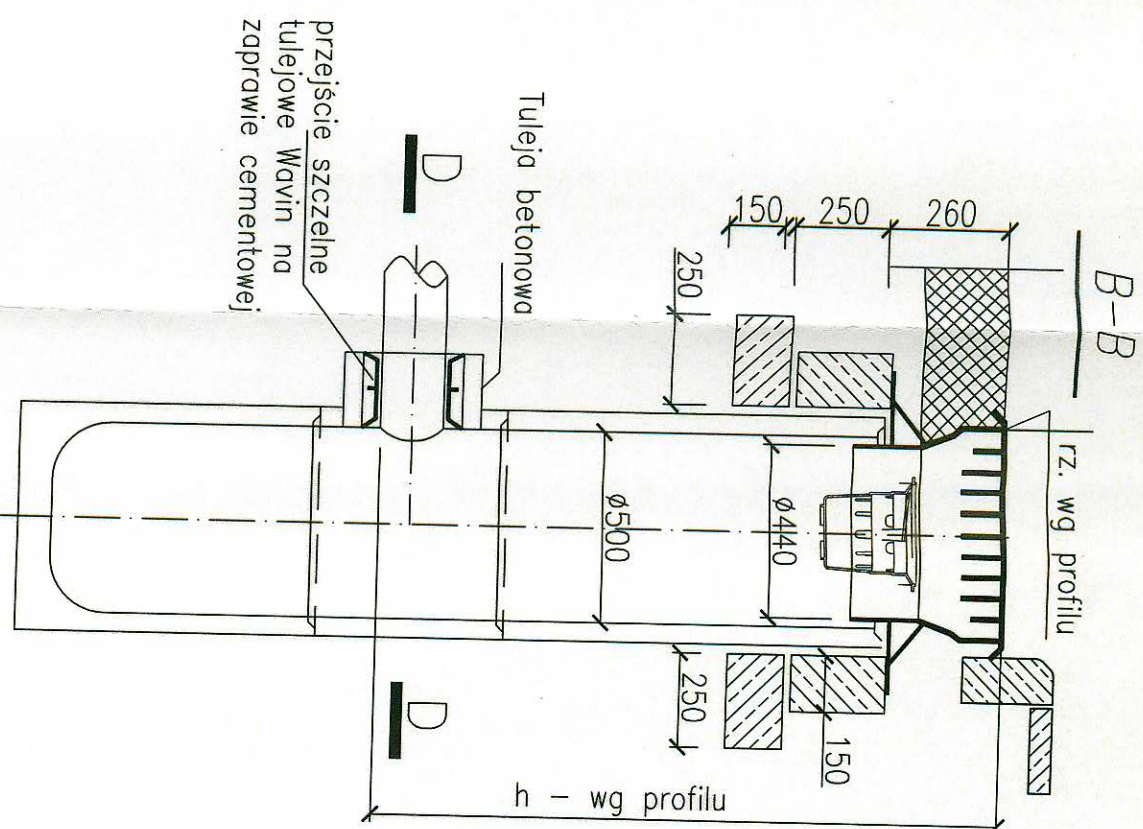 B-B
rz. wg profilu
260
250
150
250
Tuleja betonowa
D
przejście szczelne
tulejowe Wavin na
zaprawie cementowej
ø440
ø500
250
150
D
h - wg profilu